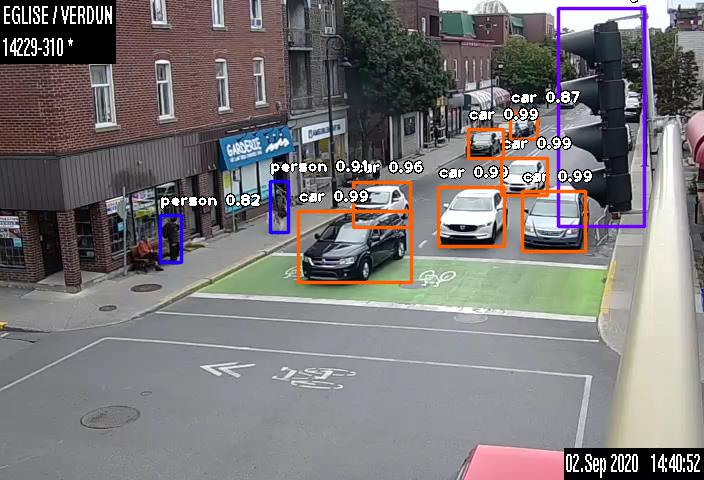 EGLISE / VERDUN
14229-310 *
car 0.87
car 0.99
car 0.99
person 0.91
car 0.96
car 0.99
car 0.99
person 0.82
car 0.99
GARDERIE
02.Sep 2020 14:40:52